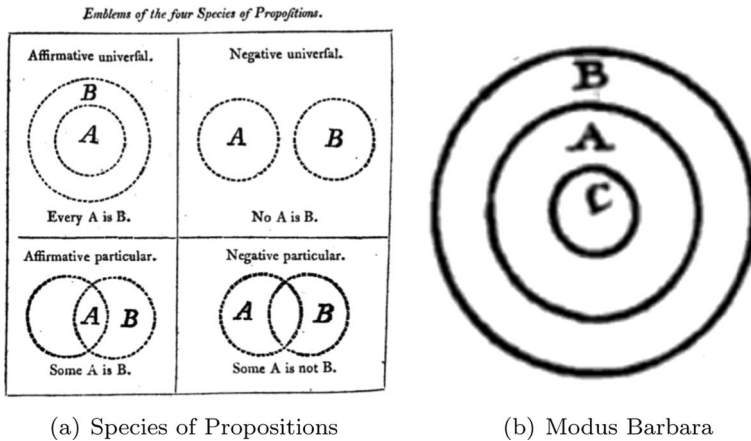 Emblems of the four Species of Propoſitions.
Affirmative univerſal.
B
A
Every A is B.
Negative univerſal.
A
B
No A is B.
Affirmative particular.
A
B
Some A is B.
Negative particular.
A
B
Some A is not B.
B
A
C
(a) Species of Propositions
(b) Modus Barbara